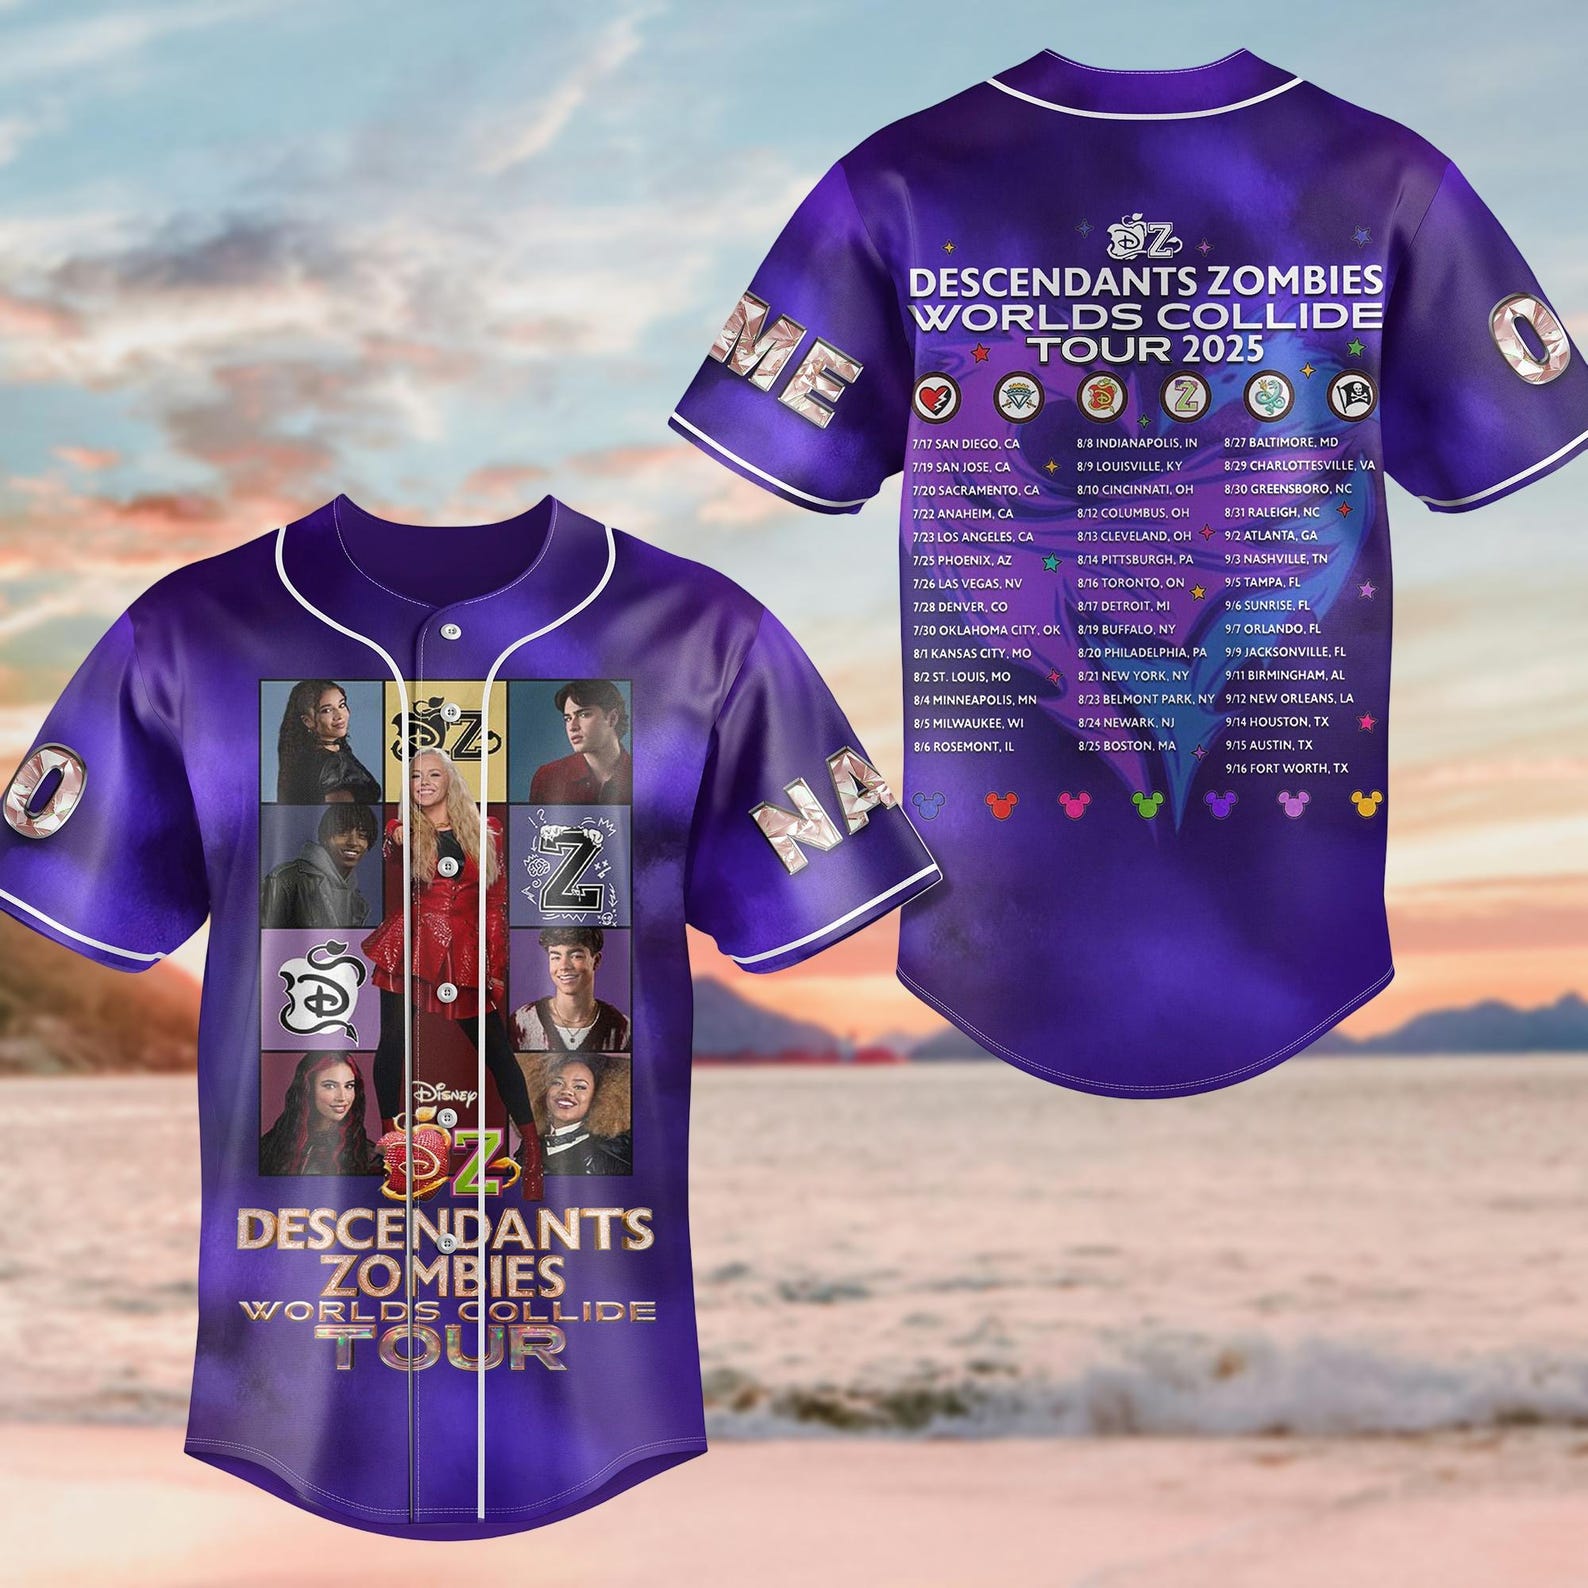 DZ
DESCENDANTS ZOMBIES
WORLDS COLLIDE
TOUR 2025
Z
7/17 SAN DIEGO, CA
7/19 SAN JOSE, CA
7/20 SACRAMENTO, CA
7/22 ANAHEIM, CA
7/23 LOS ANGELES, CA
7/25 PHOENIX, AZ
7/26 LAS VEGAS, NV
7/28 DENVER, CO
7/30 OKLAHOMA CITY, OK
8/1 KANSAS CITY, MO
8/2 ST. LOUIS, MO
8/4 MINNEAPOLIS, MN
8/5 MILWAUKEE, WI
8/6 ROSEMONT, IL
8/8 INDIANAPOLIS, IN
8/9 LOUISVILLE, KY
8/10 CINCINNATI, OH
8/12 COLUMBUS, OH
8/13 CLEVELAND, OH
8/14 PITTSBURGH, PA
8/16 TORONTO, ON
8/17 DETROIT, MI
8/19 BUFFALO, NY
8/20 PHILADELPHIA, PA
8/21 NEW YORK, NY
8/23 BELMONT PARK, NY
8/24 NEWARK, NJ
8/25 BOSTON, MA
8/27 BALTIMORE, MD
8/29 CHARLOTTESVILLE, VA
8/30 GREENSBORO, NC
8/31 RALEIGH, NC
9/2 ATLANTA, GA
9/3 NASHVILLE, TN
9/5 TAMPA, FL
9/6 SUNRISE, FL
9/7 ORLANDO, FL
9/9 JACKSONVILLE, FL
9/11 BIRMINGHAM, AL
9/12 NEW ORLEANS, LA
9/14 HOUSTON, TX
9/15 AUSTIN, TX
9/16 FORT WORTH, TX
ME
0
0
NA
DZ
Z
D
Disney
DZ
DESCENDANTS
ZOMBIES
WORLDS COLLIDE
TOUR